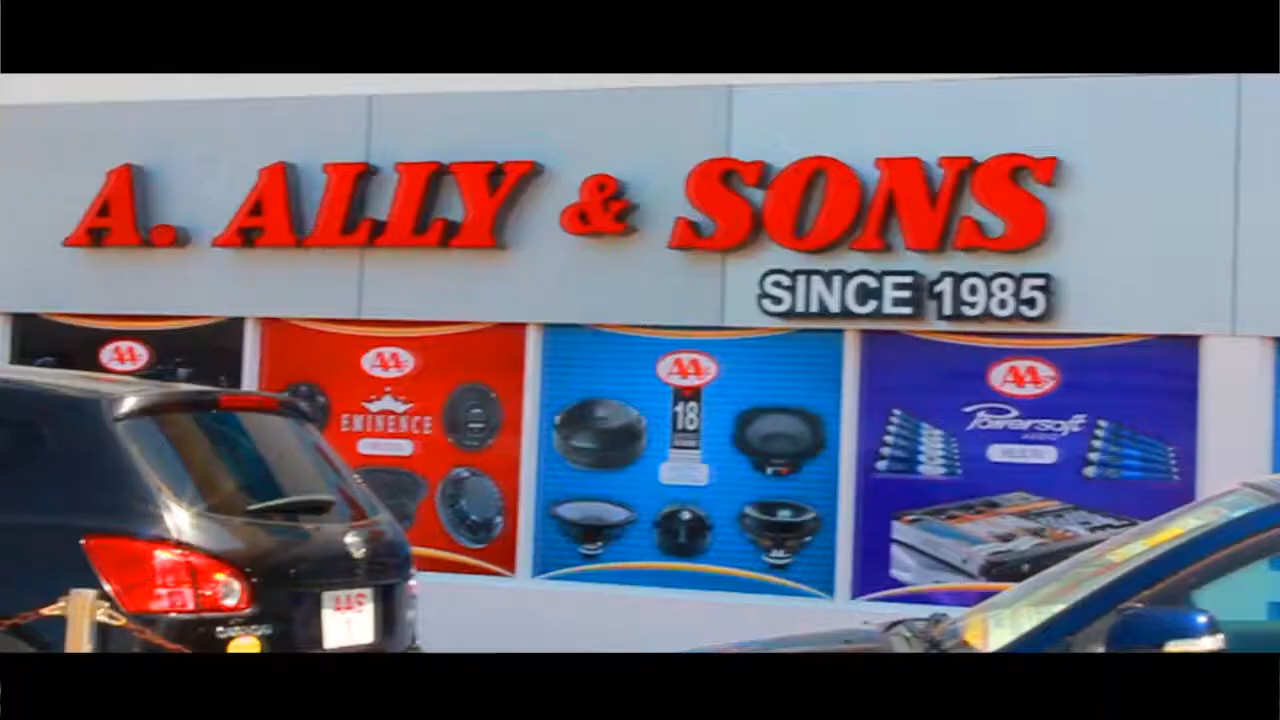 A. ALLY & SONS
SINCE 1985
AA
AA
EMINENCE
AA
18
AA
Powersoft